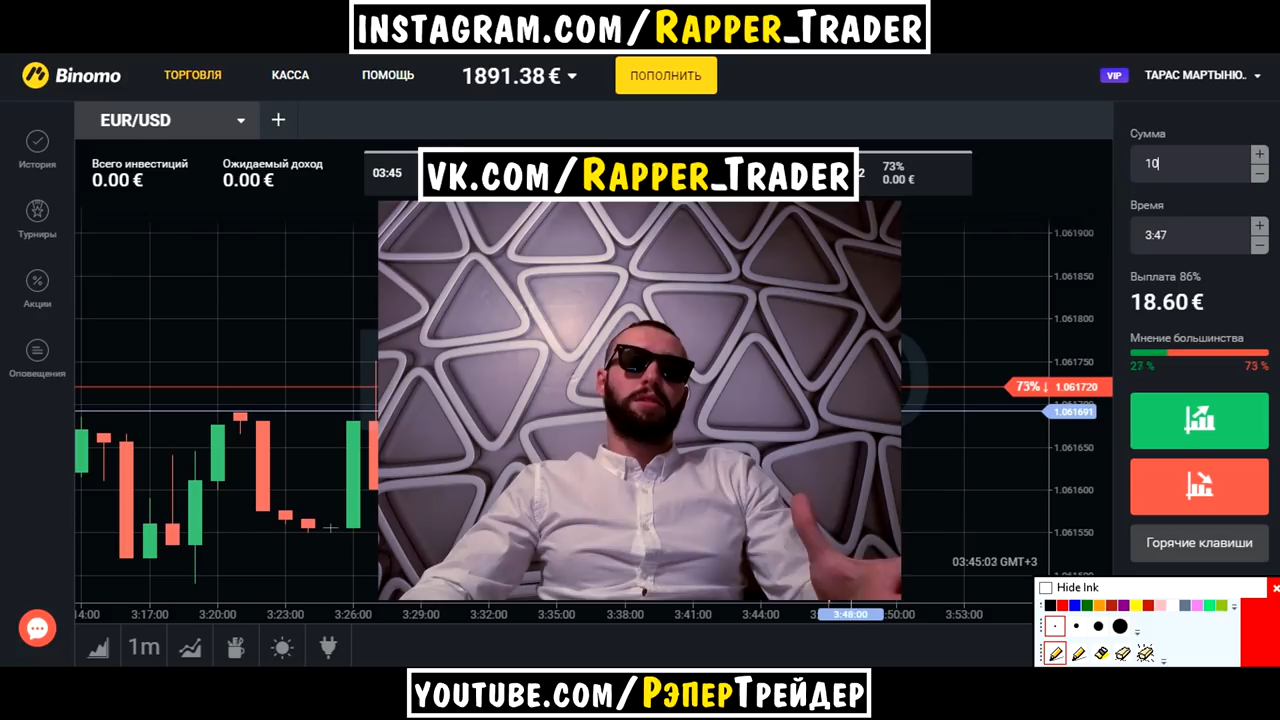 INSTAGRAM.COM/RAPPER_TRADER
Binomo
ТОРГОВЛЯ
КАССА
ПОМОЩЬ
1891.38 €
ПОПОЛНИТЬ
VIP
ТАРАС МАРТЫНЮ..
EUR/USD
+
История
Турниры
Акции
Оповещения
Всего инвестиций
0.00 €
Ожидаемый доход
0.00 €
03:45
2
73%
0.00 €
VK.COM/RAPPER_TRADER
Сумма
10
Время
3:47
Выплата 86%
18.60 €
Мнение большинства
27 %
73 %
Горячие клавиши
1.061900
1.061850
1.061800
1.061750
73% ↓ 1.061720
1.061691
1.061650
1.061600
1.061550
03:45:03 GMT+3
:14:00
3:17:00
3:20:00
3:23:00
3:26:00
3:29:00
3:32:00
3:35:00
3:38:00
3:41:00
3:44:00
3:48:00
:50:00
3:53:00
1m
Hide Ink
YOUTUBE.COM/РЭПЕРТРЕЙДЕР